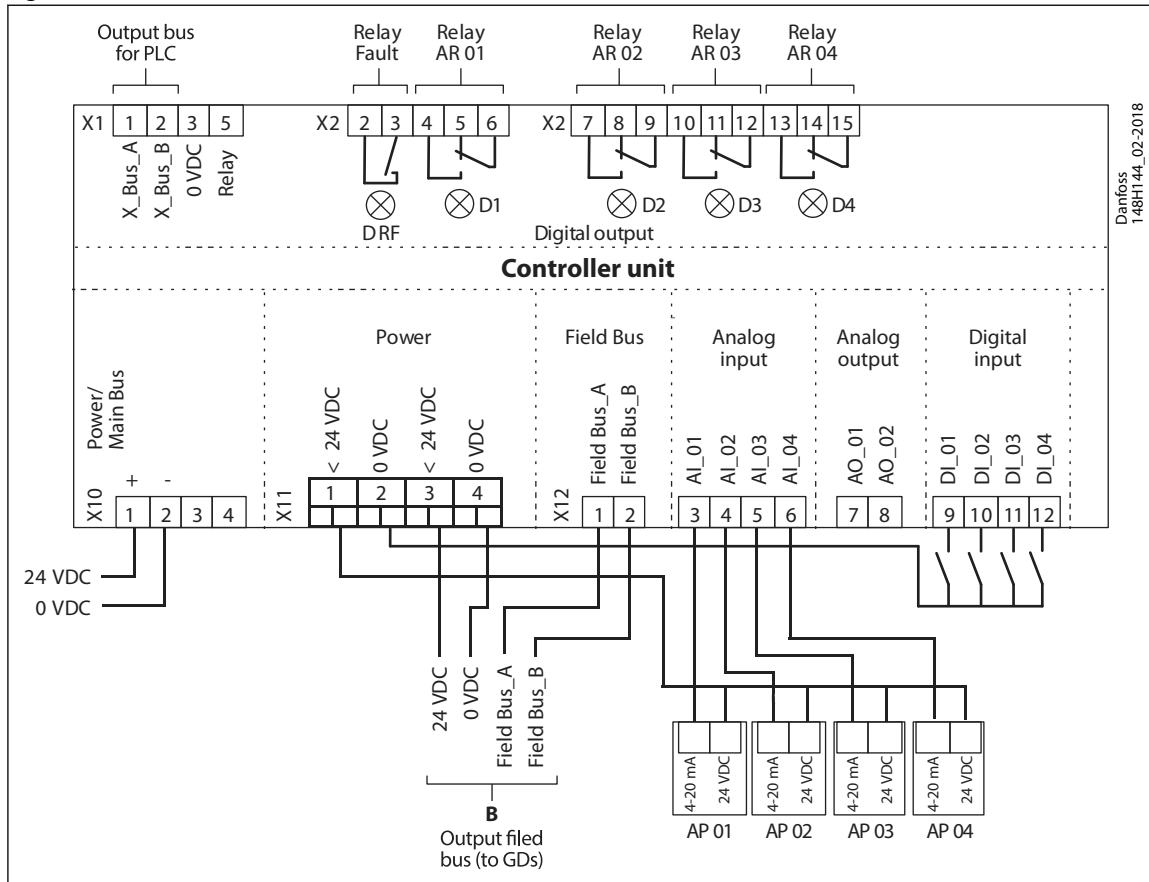 Output bus
for PLC
Relay
Fault
Relay
AR 01
Relay
AR 02
Relay
AR 03
Relay
AR 04
X1 1 2 3 5
X2 2 3 4 5 6
X2 7 8 9 10 11 12 13 14 15
X_Bus_A
X_Bus_B
0 VDC
Relay
DRF
D1
D2
D3
D4
Digital output
Danfoss
148H144_02-2018
Controller unit
Power/
Main Bus
Power
Field Bus
Analog
input
Analog
output
Digital
input
+ -
< 24 VDC
0 VDC
< 24 VDC
0 VDC
Field Bus_A
Field Bus_B
AI_01
AI_02
AI_03
AI_04
AO_01
AO_02
DI_01
DI_02
DI_03
DI_04
X10 1 2 3 4
X11 1 2 3 4
X12 1 2 3 4 5 6 7 8 9 10 11 12
24 VDC
0 VDC
24 VDC
0 VDC
Field Bus_A
Field Bus_B
B
Output filed
bus (to GDs)
4-20 mA
24 VDC
AP 01
4-20 mA
24 VDC
AP 02
4-20 mA
24 VDC
AP 03
4-20 mA
24 VDC
AP 04